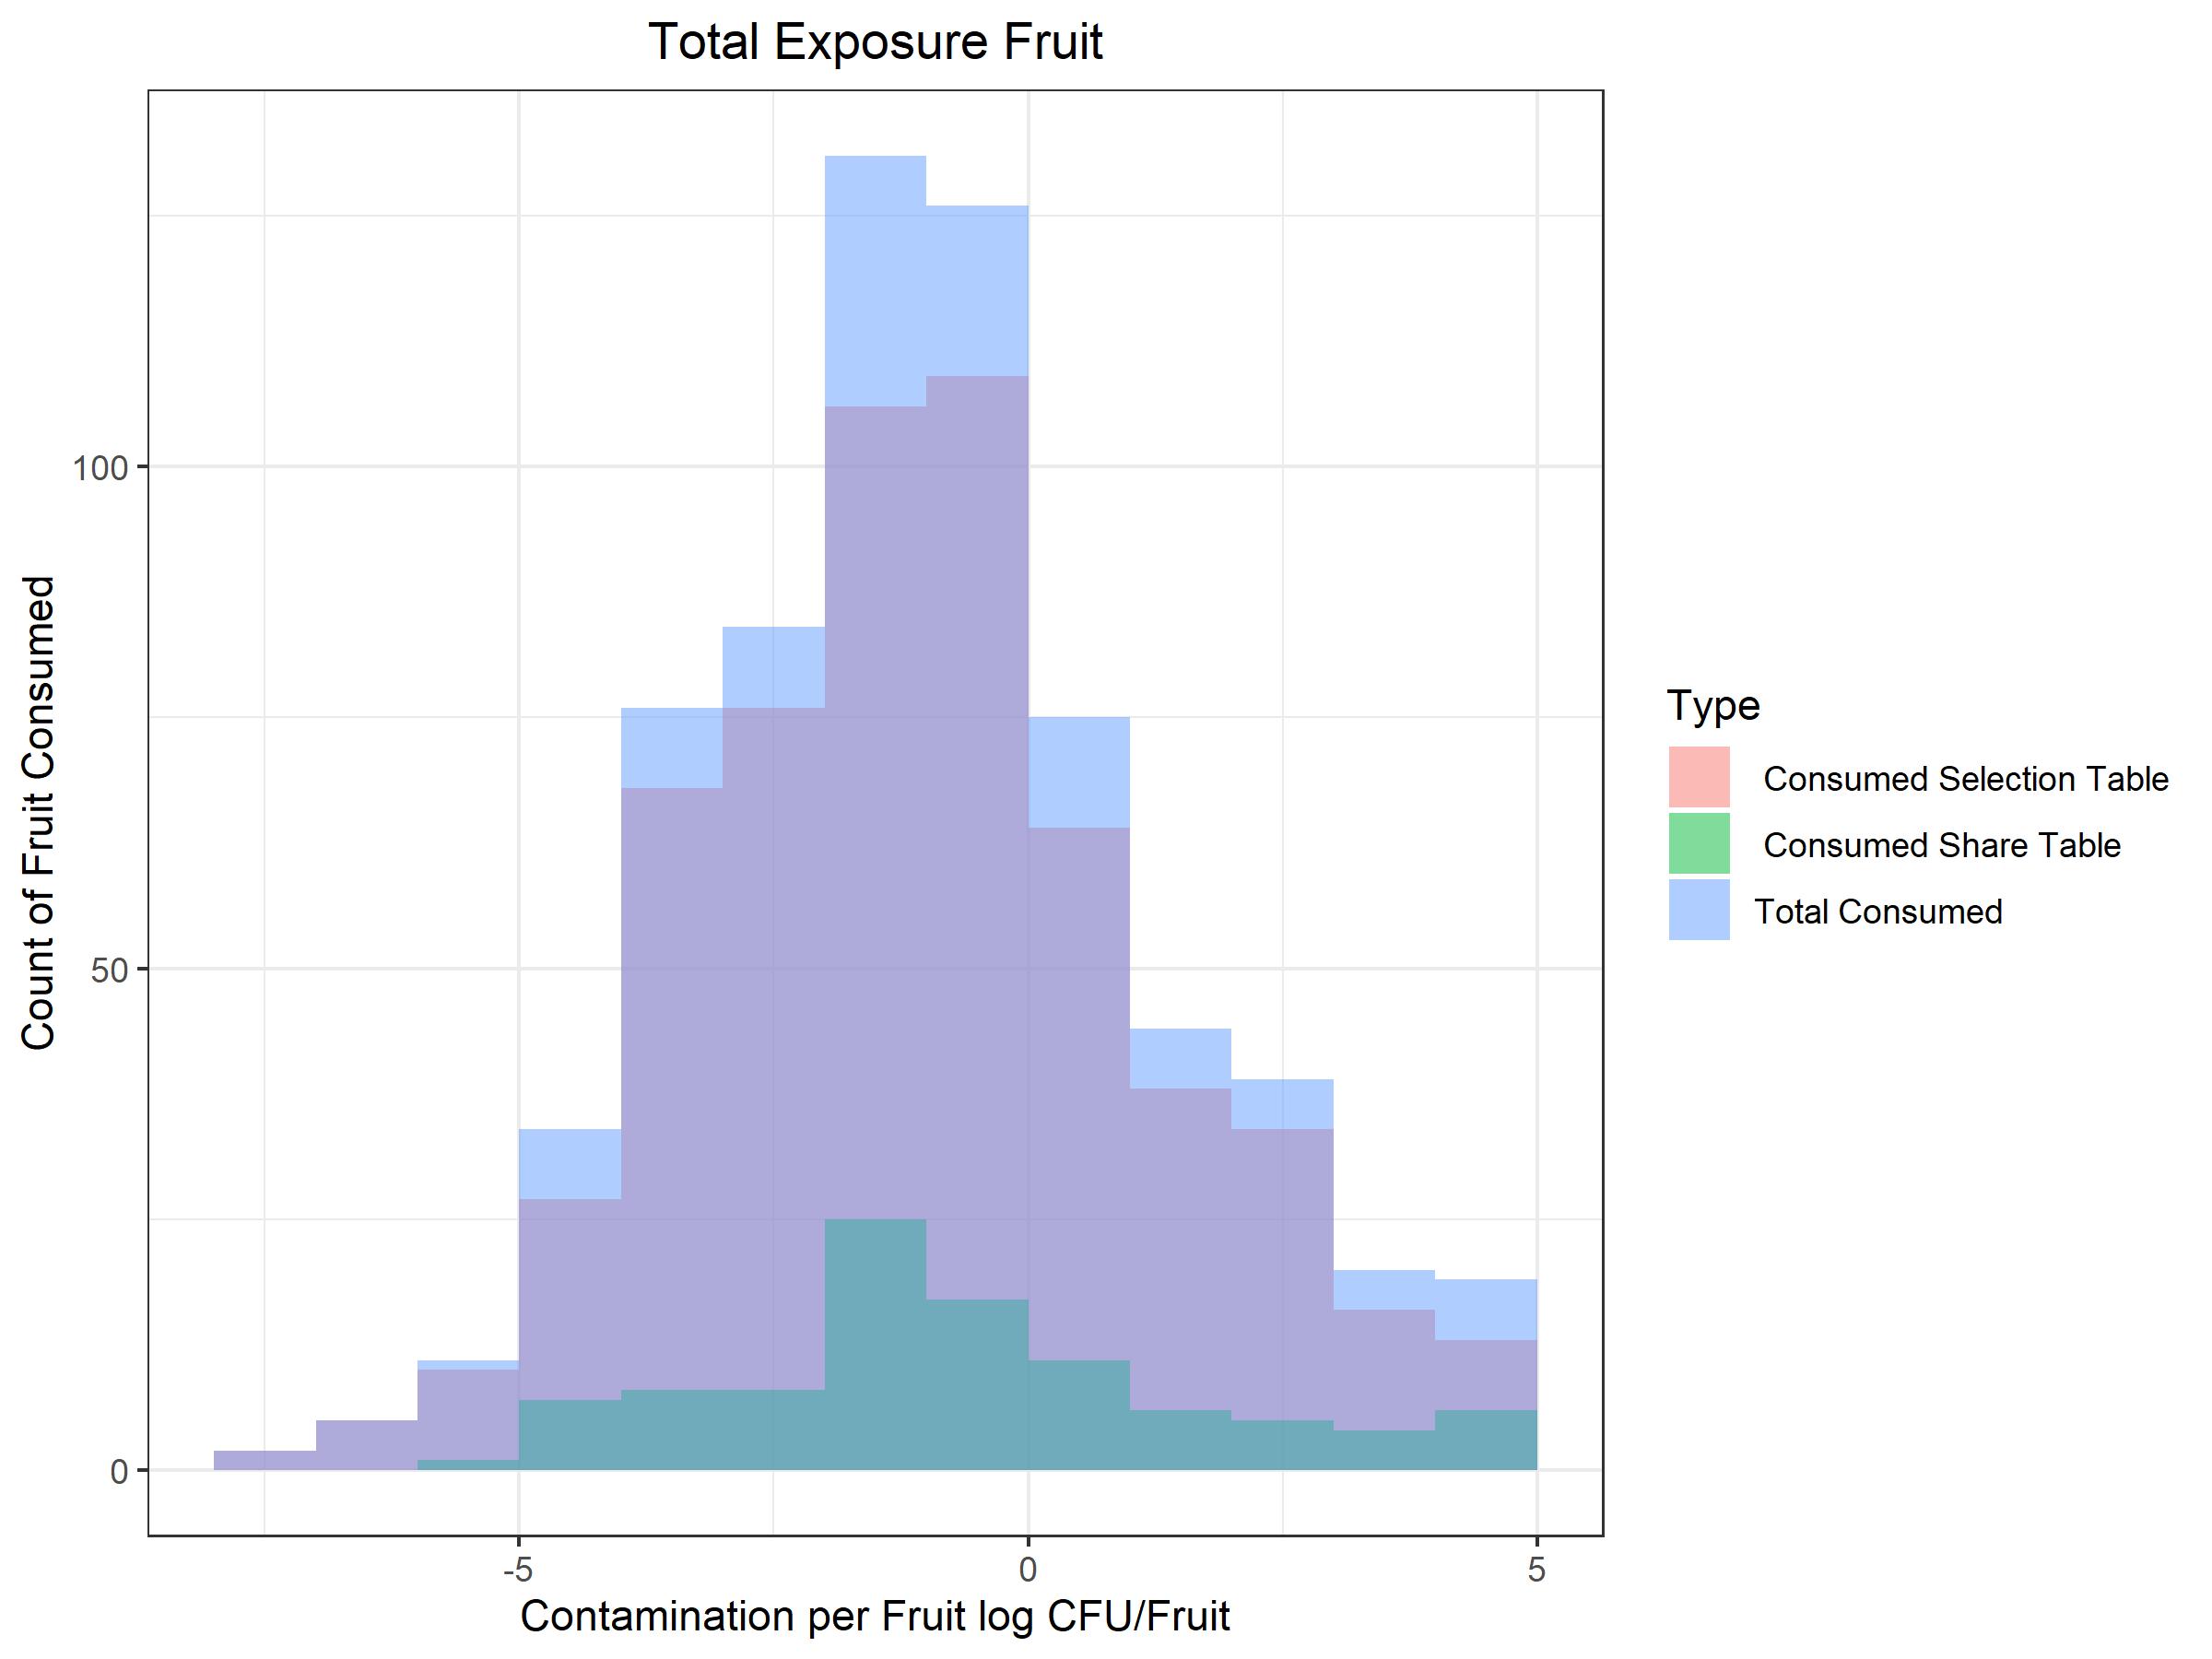 Total Exposure Fruit
Count of Fruit Consumed
100
50
0
-5
0
5
Contamination per Fruit log CFU/Fruit
Type
Consumed Selection Table
Consumed Share Table
Total Consumed